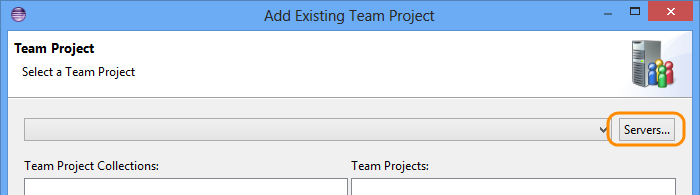 Add Existing Team Project
Team Project
Select a Team Project
Servers...
Team Project Collections:
Team Projects: